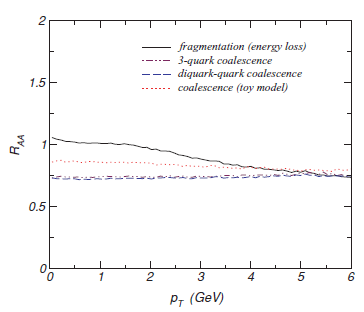 2
fragmentation (energy loss)
3-quark coalescence
diquark-quark coalescence
1.5
coalescence (toy model)
R_AA
1
0.5
0
0 1 2 3 4 5 6
p_T (GeV)